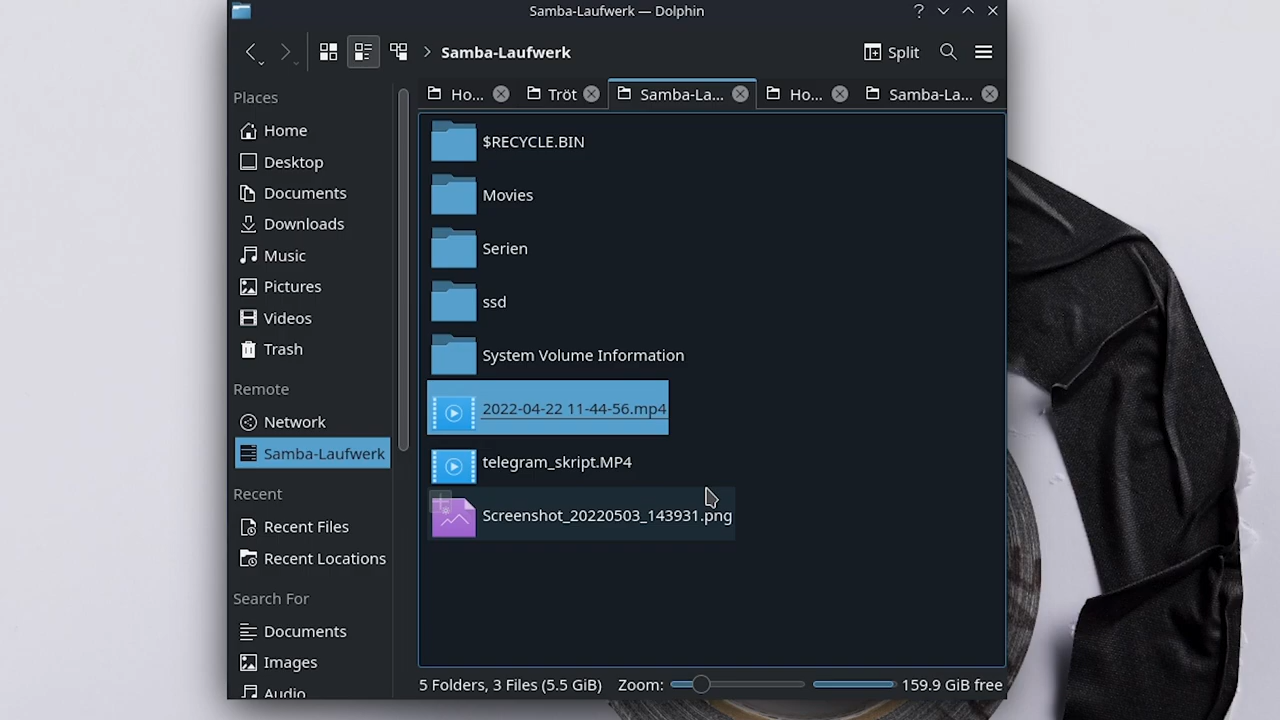 Samba-Laufwerk — Dolphin
Samba-Laufwerk
Split
Ho...
Tröt
Samba-La...
Ho...
Samba-La...
Places
Home
Desktop
Documents
Downloads
Music
Pictures
Videos
Trash
Remote
Network
Samba-Laufwerk
Recent
Recent Files
Recent Locations
Search For
Documents
Images
Audio
$RECYCLE.BIN
Movies
Serien
ssd
System Volume Information
2022-04-22 11-44-56.mp4
telegram_skript.MP4
Screenshot_20220503_143931.png
5 Folders, 3 Files (5.5 GiB)
Zoom:
159.9 GiB free